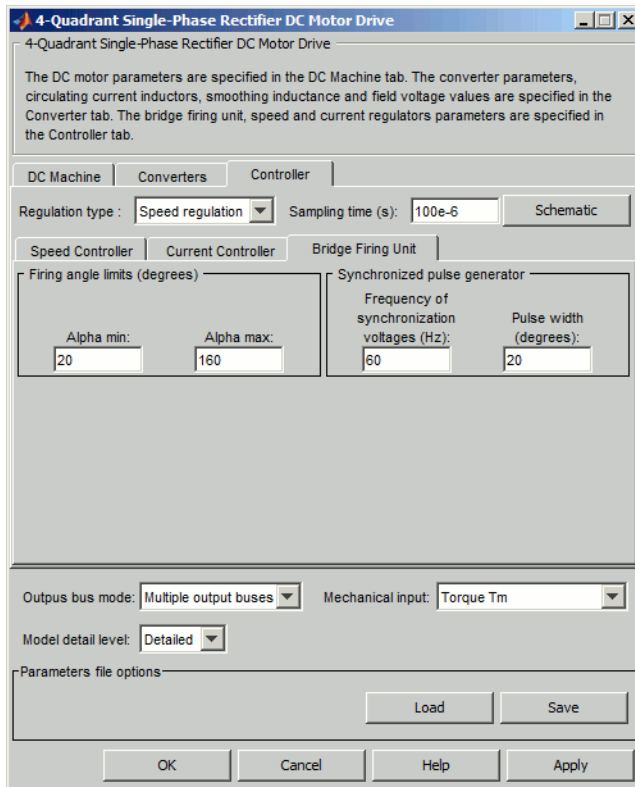 4-Quadrant Single-Phase Rectifier DC Motor Drive
4-Quadrant Single-Phase Rectifier DC Motor Drive
The DC motor parameters are specified in the DC Machine tab. The converter parameters,
circulating current inductors, smoothing inductance and field voltage values are specified in the
Converter tab. The bridge firing unit, speed and current regulators parameters are specified in
the Controller tab.
DC Machine Converters Controller
Regulation type : Speed regulation Sampling time (s): 100e-6 Schematic
Speed Controller Current Controller Bridge Firing Unit
Firing angle limits (degrees)
Alpha min: Alpha max:
20 160
Synchronized pulse generator
Frequency of
synchronization
voltages (Hz):
60
Pulse width
(degrees):
20
Outpus bus mode: Multiple output buses Mechanical input: Torque Tm
Model detail level: Detailed
Parameters file options
Load Save
OK Cancel Help Apply